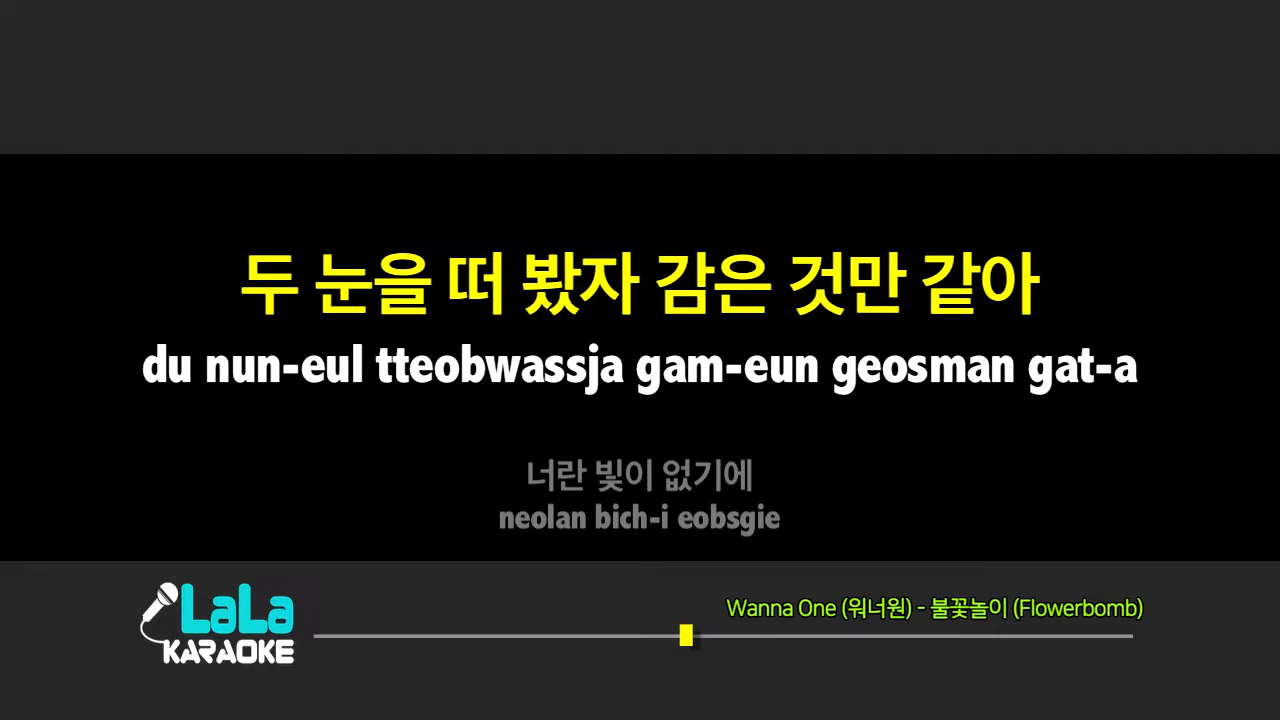 두 눈을 떠 봤자 감은 것만 같아
du nun-eul tteobwassja gam-eun geosman gat-a
너란 빛이 없기에
neolan bich-i eobsgie
Wanna One (워너원) - 불꽃놀이 (Flowerbomb)
LaLa
KARAOKE